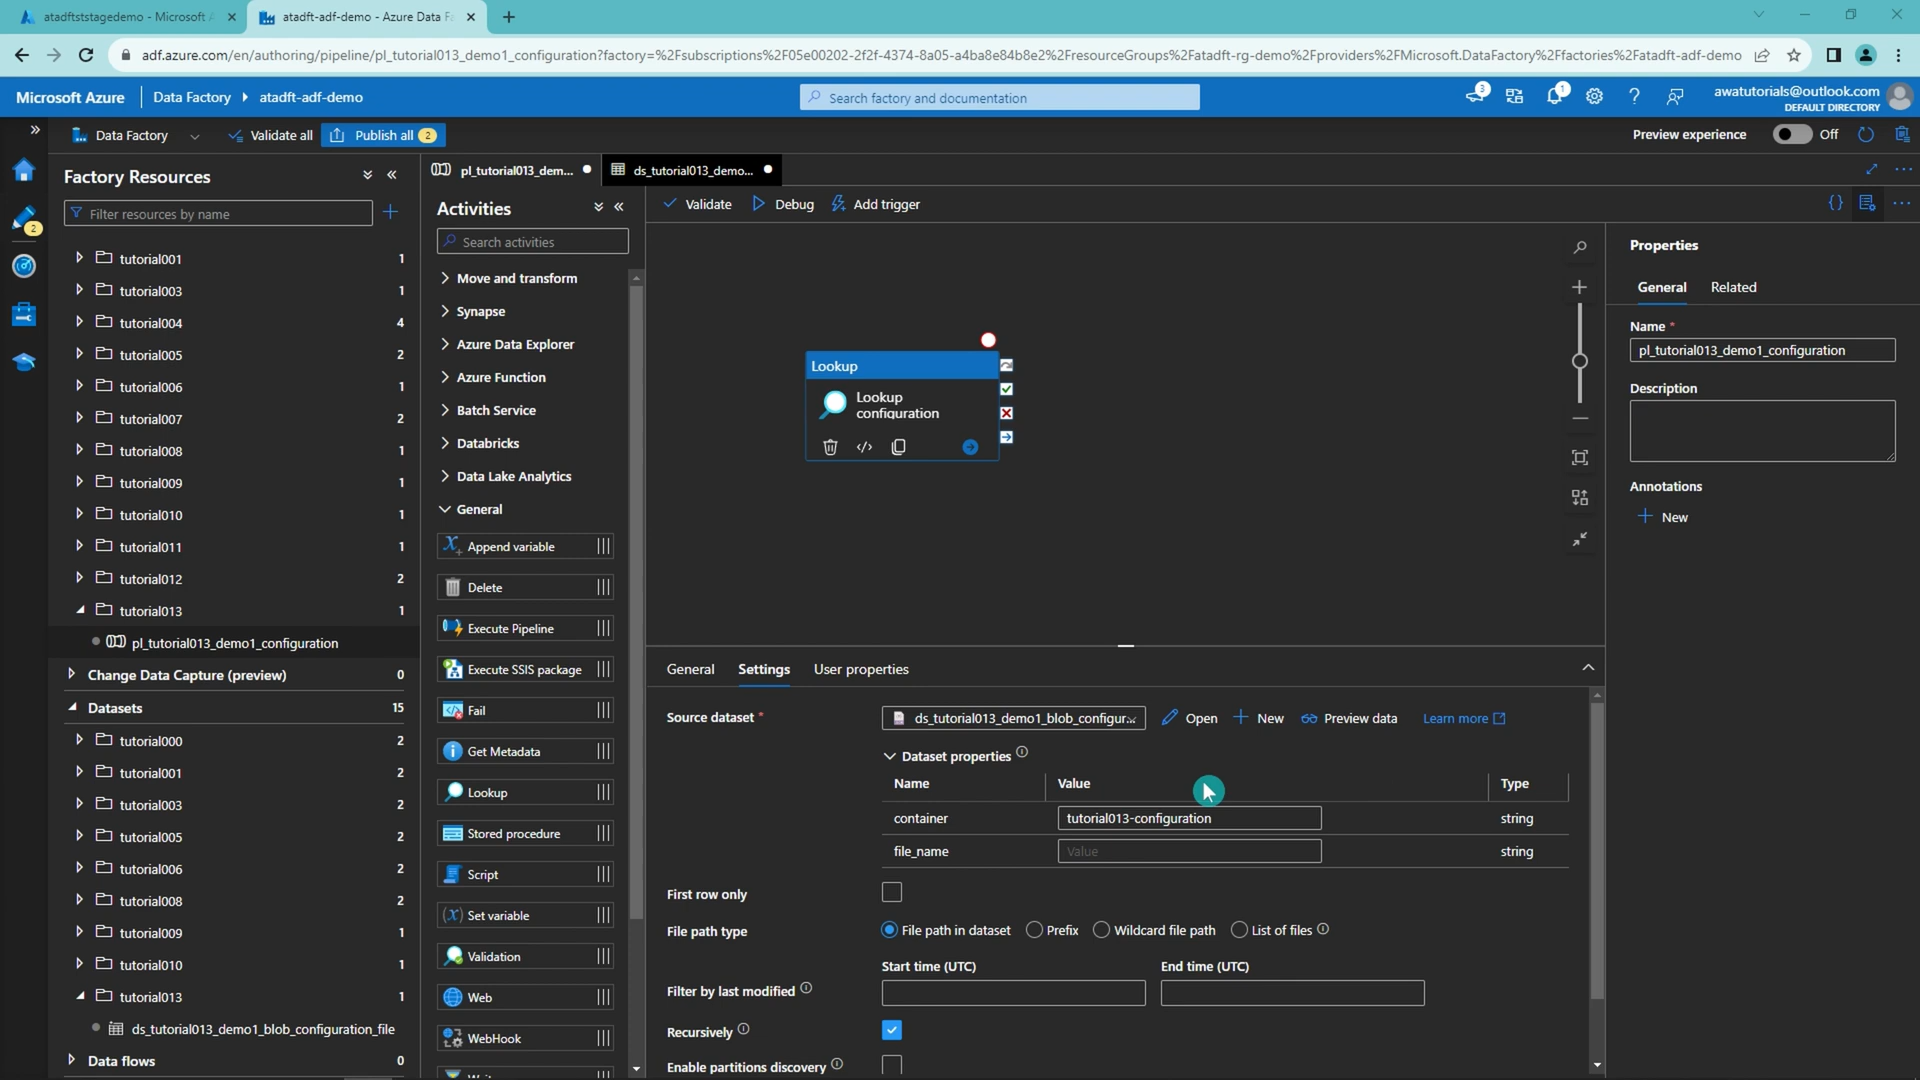 atadftststagedemo - Microsoft A
atadft-adf-demo - Azure Data Fa
adf.azure.com/en/authoring/pipeline/pl_tutorial013_demo1_configuration?factory=%2Fsubscriptions%2F05e00202-2f2f-4374-8a05-a4ba8e84b8e2%2FresourceGroups%2Fatadft-rg-demo%2Fproviders%2FMicrosoft.DataFactory%2Ffactories%2Fatadft-adf-demo
Microsoft Azure
Data Factory
atadft-adf-demo
Search factory and documentation
3
1
awatutorials@outlook.com
DEFAULT DIRECTORY
Data Factory
Validate all
Publish all 2
Preview experience
Off
Factory Resources
Filter resources by name
2
tutorial001 1
tutorial003 1
tutorial004 4
tutorial005 2
tutorial006 1
tutorial007 2
tutorial008 1
tutorial009 1
tutorial010 1
tutorial011 1
tutorial012 2
tutorial013 1
pl_tutorial013_demo1_configuration
Change Data Capture (preview) 0
Datasets 15
tutorial000 2
tutorial001 2
tutorial003 2
tutorial005 2
tutorial006 2
tutorial008 2
tutorial009 1
tutorial010 1
tutorial013 1
ds_tutorial013_demo1_blob_configuration_file
Data flows 0
pl_tutorial013_dem...
ds_tutorial013_demo...
Activities
Search activities
Move and transform
Synapse
Azure Data Explorer
Azure Function
Batch Service
Databricks
Data Lake Analytics
General
Append variable
Delete
Execute Pipeline
Execute SSIS package
Fail
Get Metadata
Lookup
Stored procedure
Script
Set variable
Validation
Web
WebHook
Validate
Debug
Add trigger
Lookup
Lookup
configuration
General
Settings
User properties
Source dataset *
ds_tutorial013_demo1_blob_configur...
Open
New
Preview data
Learn more
Dataset properties
Name
Value
Type
container
tutorial013-configuration
string
file_name
Value
string
First row only
File path type
File path in dataset
Prefix
Wildcard file path
List of files
Start time (UTC)
End time (UTC)
Filter by last modified
Recursively
Enable partitions discovery
Properties
General
Related
Name *
pl_tutorial013_demo1_configuration
Description
Annotations
New